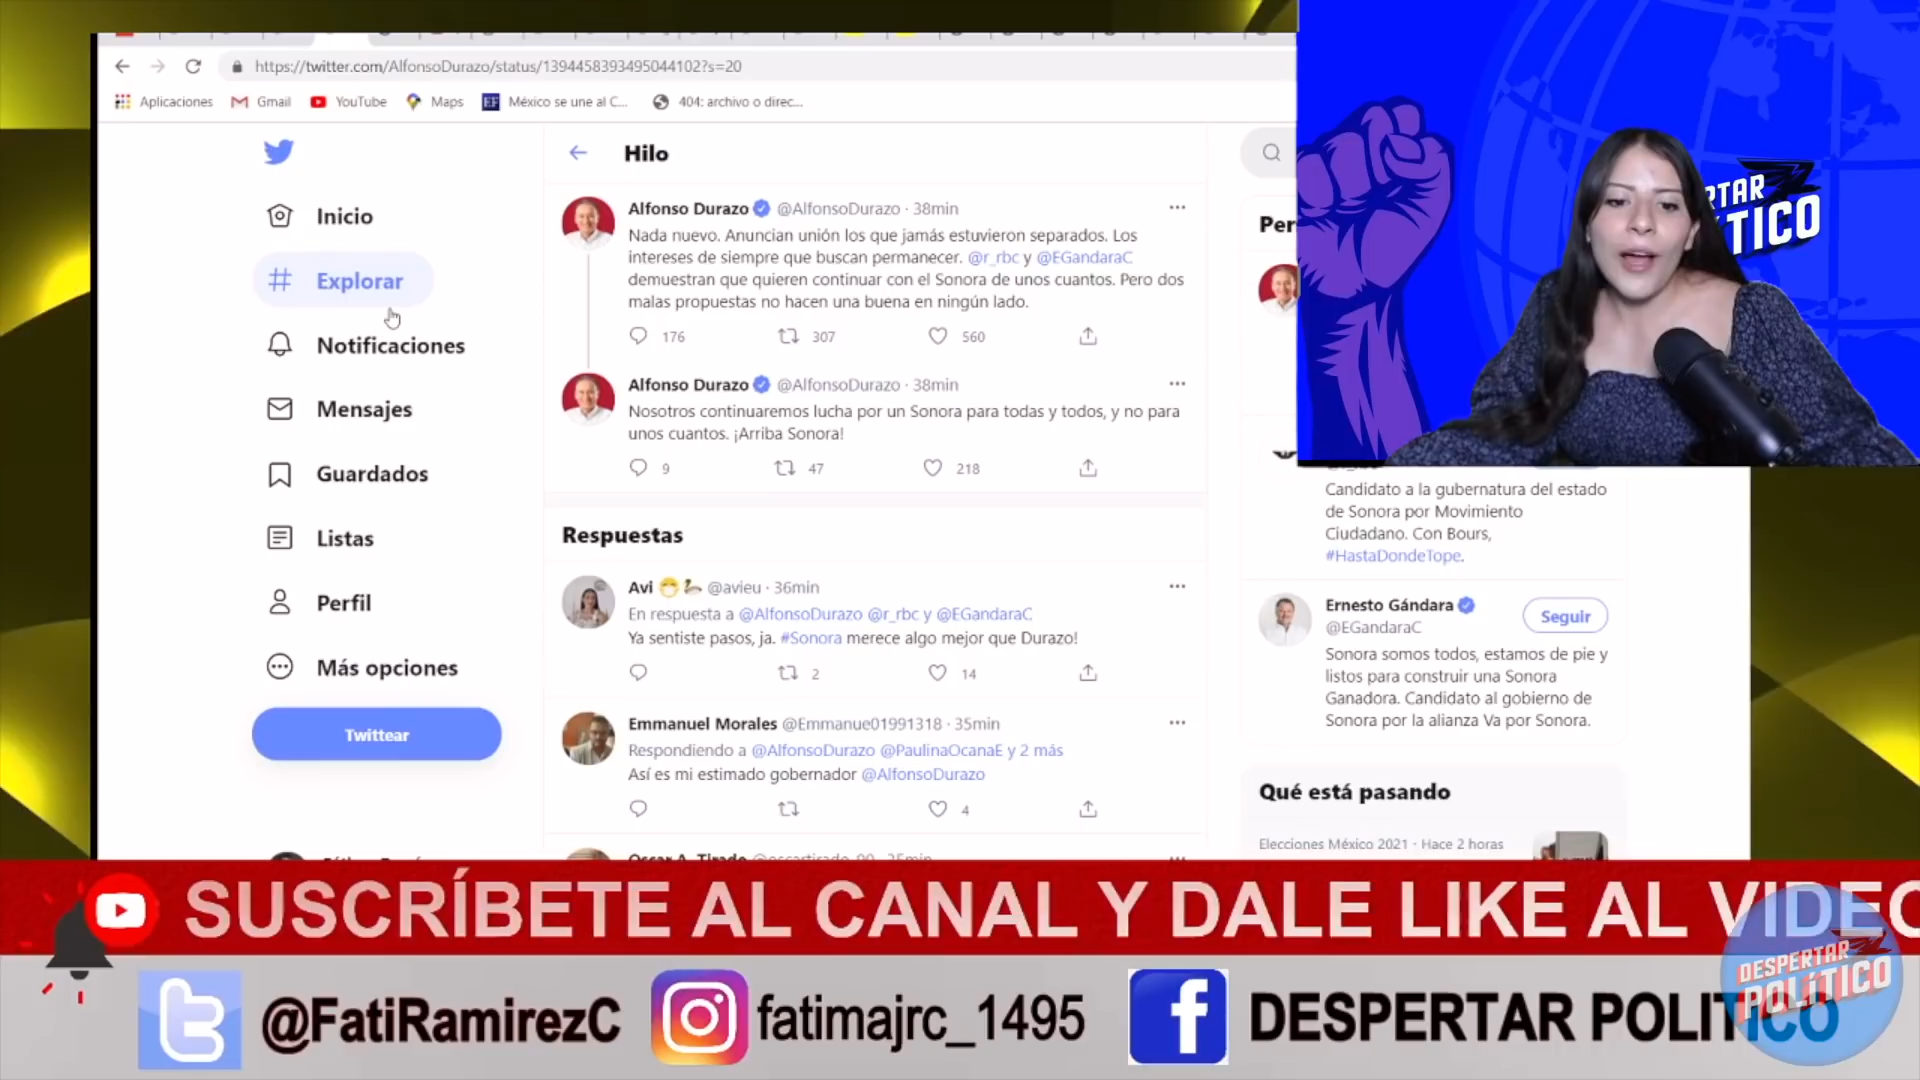 https://twitter.com/AlfonsoDurazo/status/1394458393495044102?s=20
Aplicaciones Gmail YouTube Maps EF México se une al C... 404: archivo o direc...
Hilo
Inicio
Explorar
Notificaciones
Mensajes
Guardados
Listas
Perfil
Más opciones
Twittear
Alfonso Durazo @AlfonsoDurazo · 38min
Nada nuevo. Anuncian unión los que jamás estuvieron separados. Los
intereses de siempre que buscan permanecer. @r_rbc y @EGandaraC
demuestran que quieren continuar con el Sonora de unos cuantos. Pero dos
malas propuestas no hacen una buena en ningún lado.
176 307 560
Alfonso Durazo @AlfonsoDurazo · 38min
Nosotros continuaremos lucha por un Sonora para todas y todos, y no para
unos cuantos. ¡Arriba Sonora!
9 47 218
Respuestas
Avi @avieu · 36min
En respuesta a @AlfonsoDurazo @r_rbc y @EGandaraC
Ya sentiste pasos, ja. #Sonora merece algo mejor que Durazo!
2 14
Emmanuel Morales @Emmanue01991318 · 35min
Respondiendo a @AlfonsoDurazo @PaulinaOcanaE y 2 más
Así es mi estimado gobernador @AlfonsoDurazo
4
Per
RTAR
TICO
Candidato a la gubernatura del estado
de Sonora por Movimiento
Ciudadano. Con Bours,
#HastaDondeTope.
Ernesto Gándara
@EGandaraC
Seguir
Sonora somos todos, estamos de pie y
listos para construir una Sonora
Ganadora. Candidato al gobierno de
Sonora por la alianza Va por Sonora.
Qué está pasando
Elecciones México 2021 · Hace 2 horas
SUSCRÍBETE AL CANAL Y DALE LIKE AL VIDEO
@FatiRamirezC fatimajrc_1495 DESPERTAR POLITICO
DESPERTAR
POLÍTICO